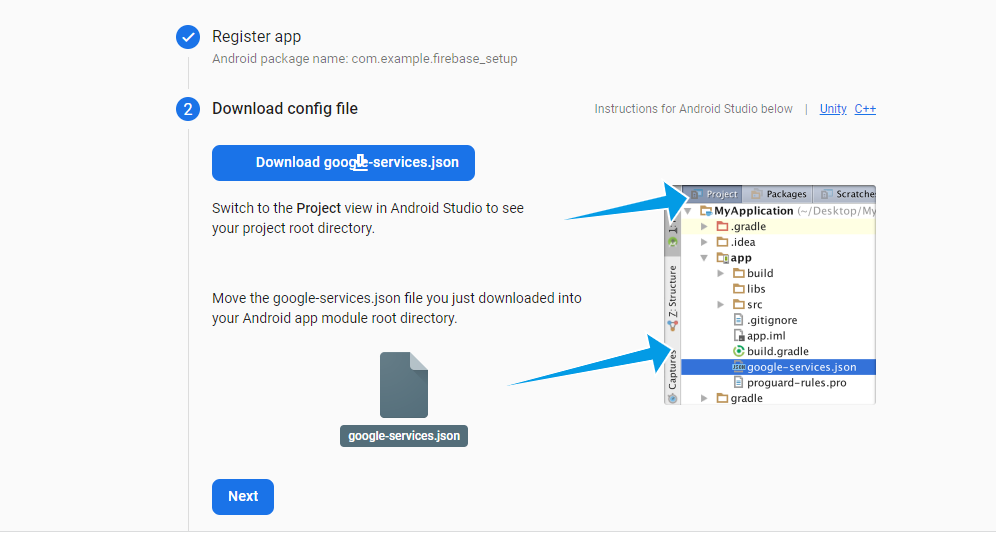 Register app
Android package name: com.example.firebase_setup
2 Download config file
Instructions for Android Studio below | Unity C++
Download google-services.json
Switch to the Project view in Android Studio to see
your project root directory.
Move the google-services.json file you just downloaded into
your Android app module root directory.
google-services.json
Next
Project Packages Scratches
MyApplication (~/Desktop/My
.gradle
.idea
app
build
libs
src
.gitignore
app.iml
build.gradle
google-services.json
proguard-rules.pro
gradle
Z: Structure
Captures